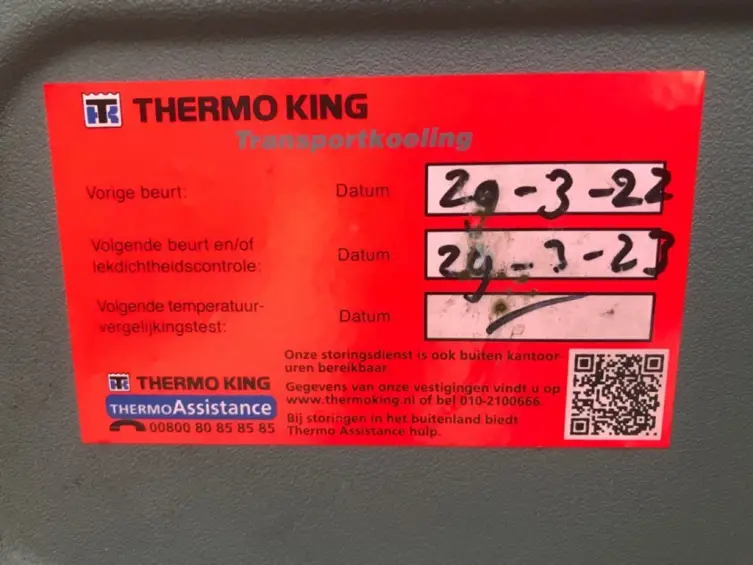 THERMO KING
Transportkoeling
Vorige beurt: Datum 29-3-22
Volgende beurt en/of
lekdichtheidscontrole: Datum 29-3-23
Volgende temperatuur-
vergelijkingstest: Datum
Onze storingsdienst is ook buiten kantoor-
uren bereikbaar
Gegevens van onze vestigingen vindt u op
www.thermoking.nl of bel 010-2100666.
Bij storingen in het buitenland biedt
Thermo Assistance hulp.
THERMO KING
THERMOAssistance
00800 80 85 85 85